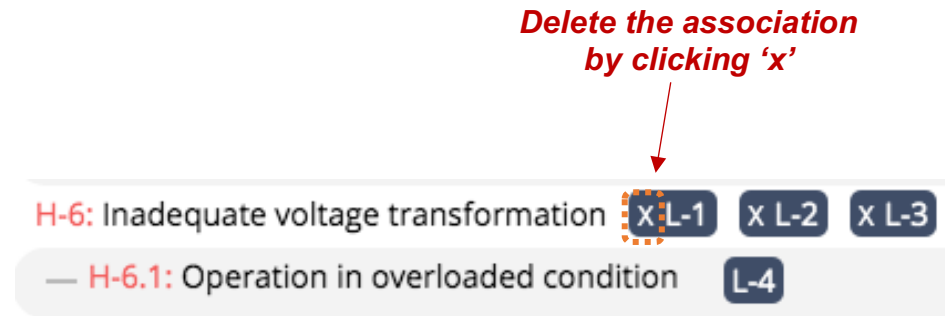 Delete the association
by clicking ‘x’
H-6: Inadequate voltage transformation x L-1 x L-2 x L-3
— H-6.1: Operation in overloaded condition L-4